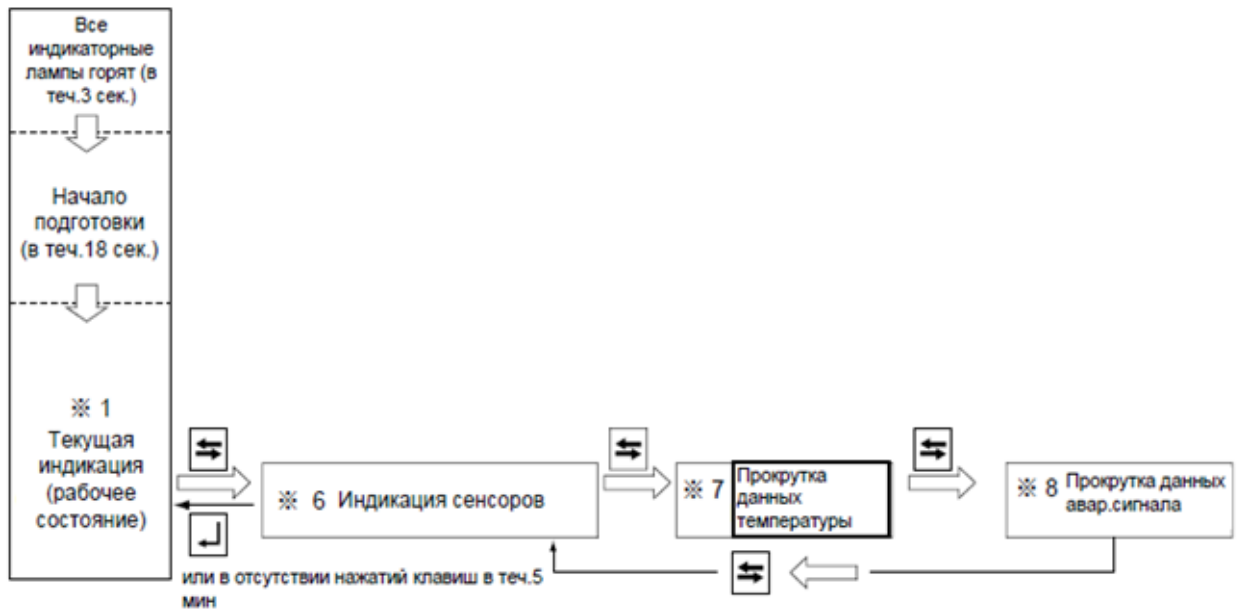 Все
индикаторные
лампы горят (в
теч.3 сек.)
Начало
подготовки
(в теч.18 сек.)
※ 1
Текущая
индикация
(рабочее
состояние)
※ 6 Индикация сенсоров
или в отсутствии нажатий клавиш в теч.5
мин
※ 7
Прокрутка
данных
температуры
※ 8 Прокрутка данных
авар.сигнала